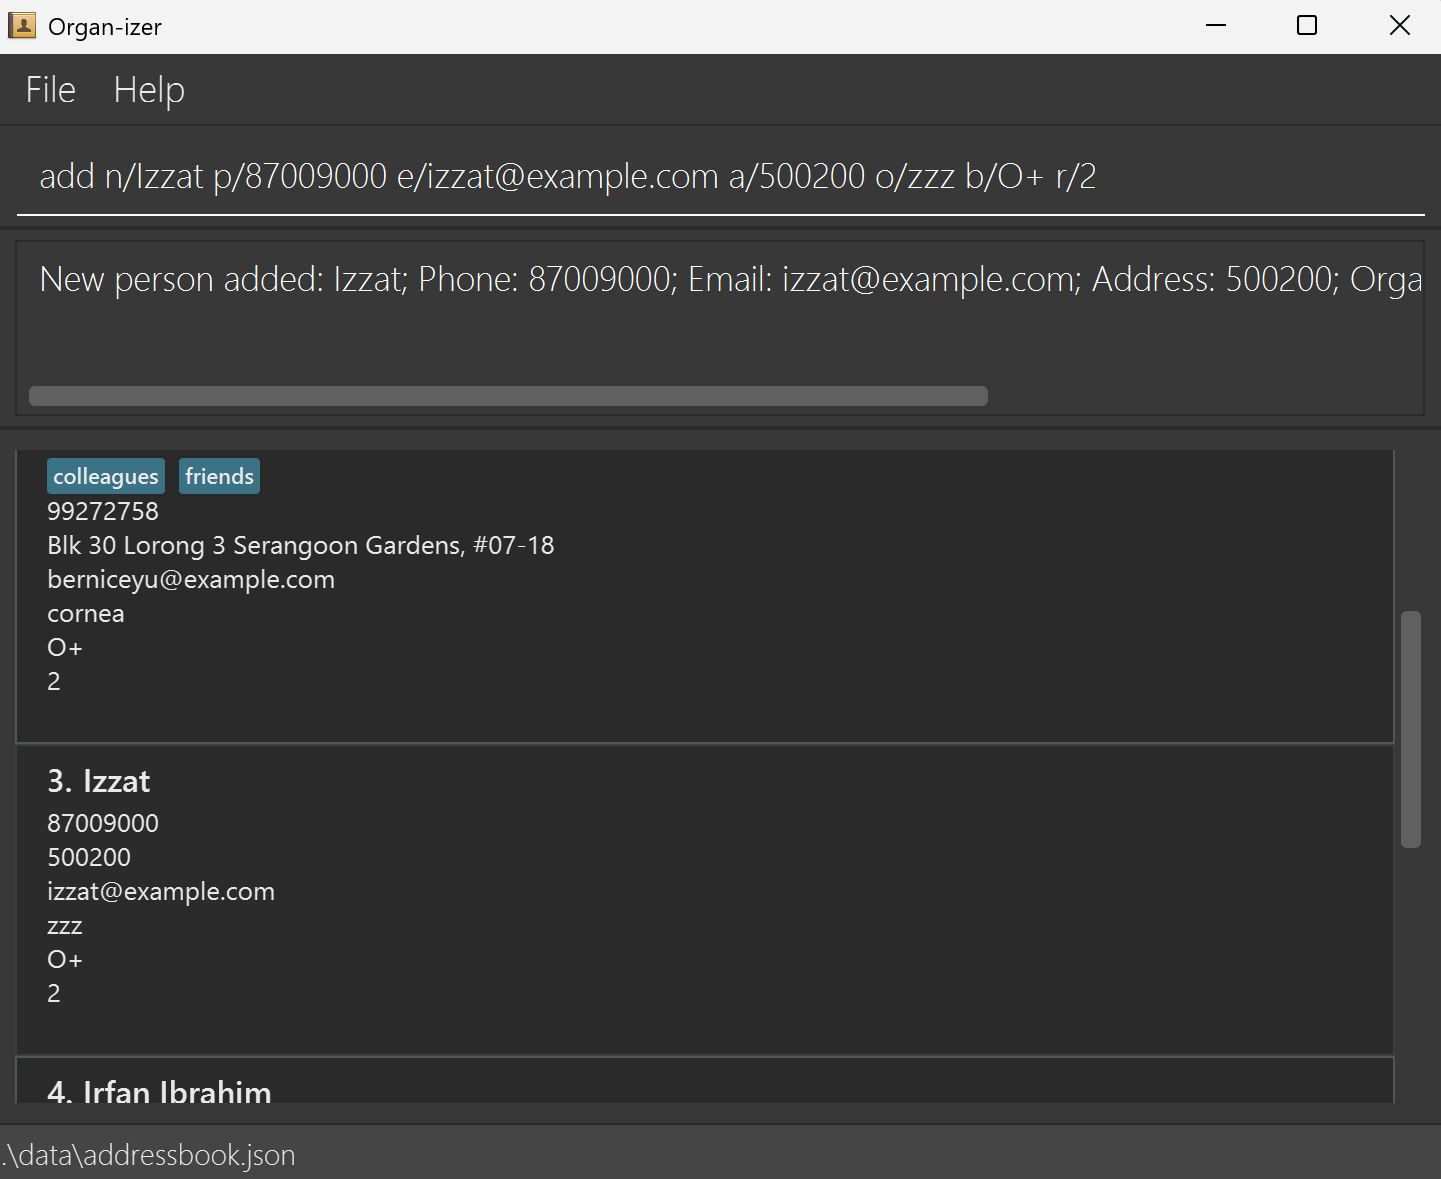 Organ-izer
File Help
add n/Izzat p/87009000 e/izzat@example.com a/500200 o/zzz b/O+ r/2
New person added: Izzat; Phone: 87009000; Email: izzat@example.com; Address: 500200; Orga
colleagues friends
99272758
Blk 30 Lorong 3 Serangoon Gardens, #07-18
berniceyu@example.com
cornea
O+
2
3. Izzat
87009000
500200
izzat@example.com
zzz
O+
2
4. Irfan Ibrahim
.\data\addressbook.json